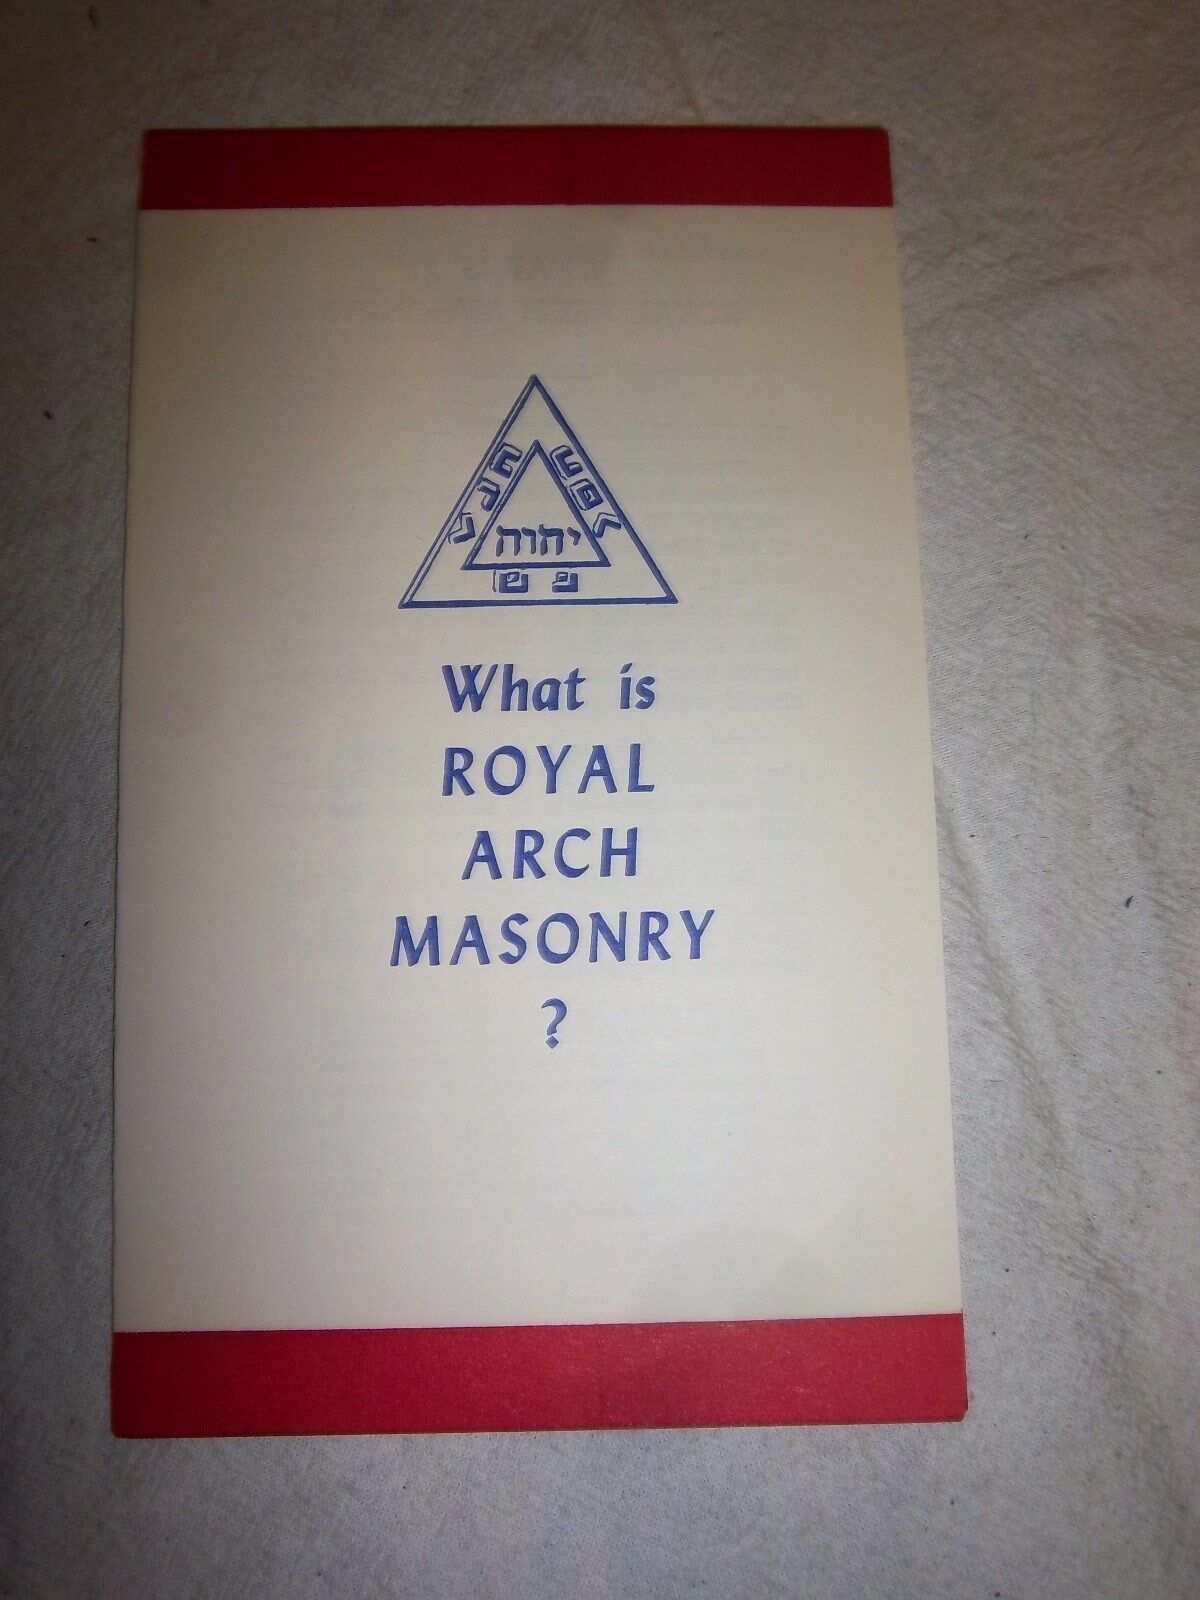 יהוה
What is
ROYAL
ARCH
MASONRY
?